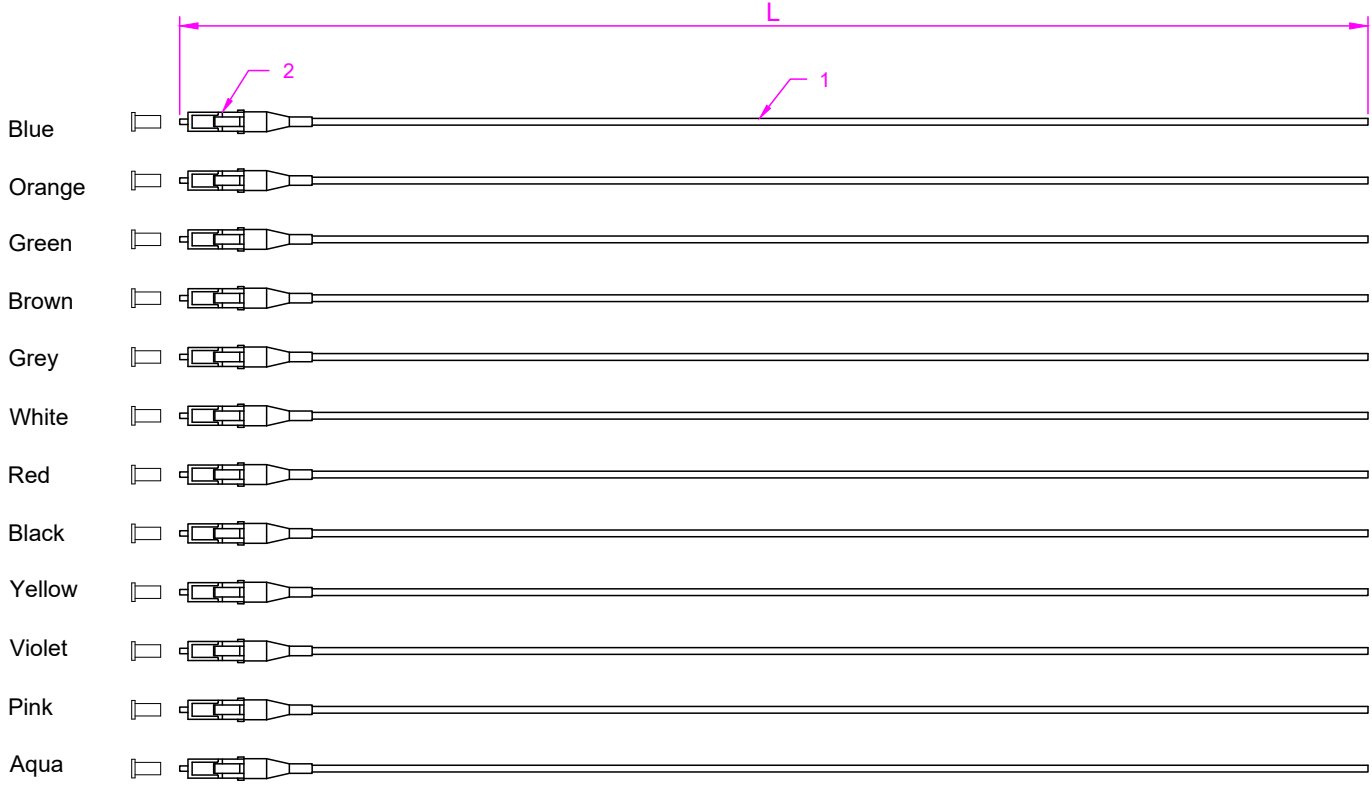 L
2
1
Blue
Orange
Green
Brown
Grey
White
Red
Black
Yellow
Violet
Pink
Aqua